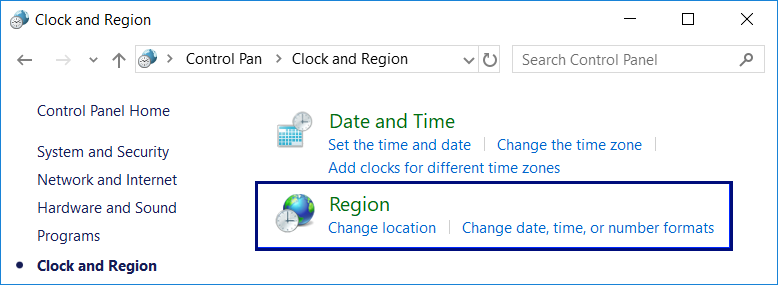 Clock and Region
Control Pan Clock and Region
Search Control Panel
Control Panel Home
System and Security
Network and Internet
Hardware and Sound
Programs
Clock and Region
Date and Time
Set the time and date Change the time zone
Add clocks for different time zones
Region
Change location Change date, time, or number formats